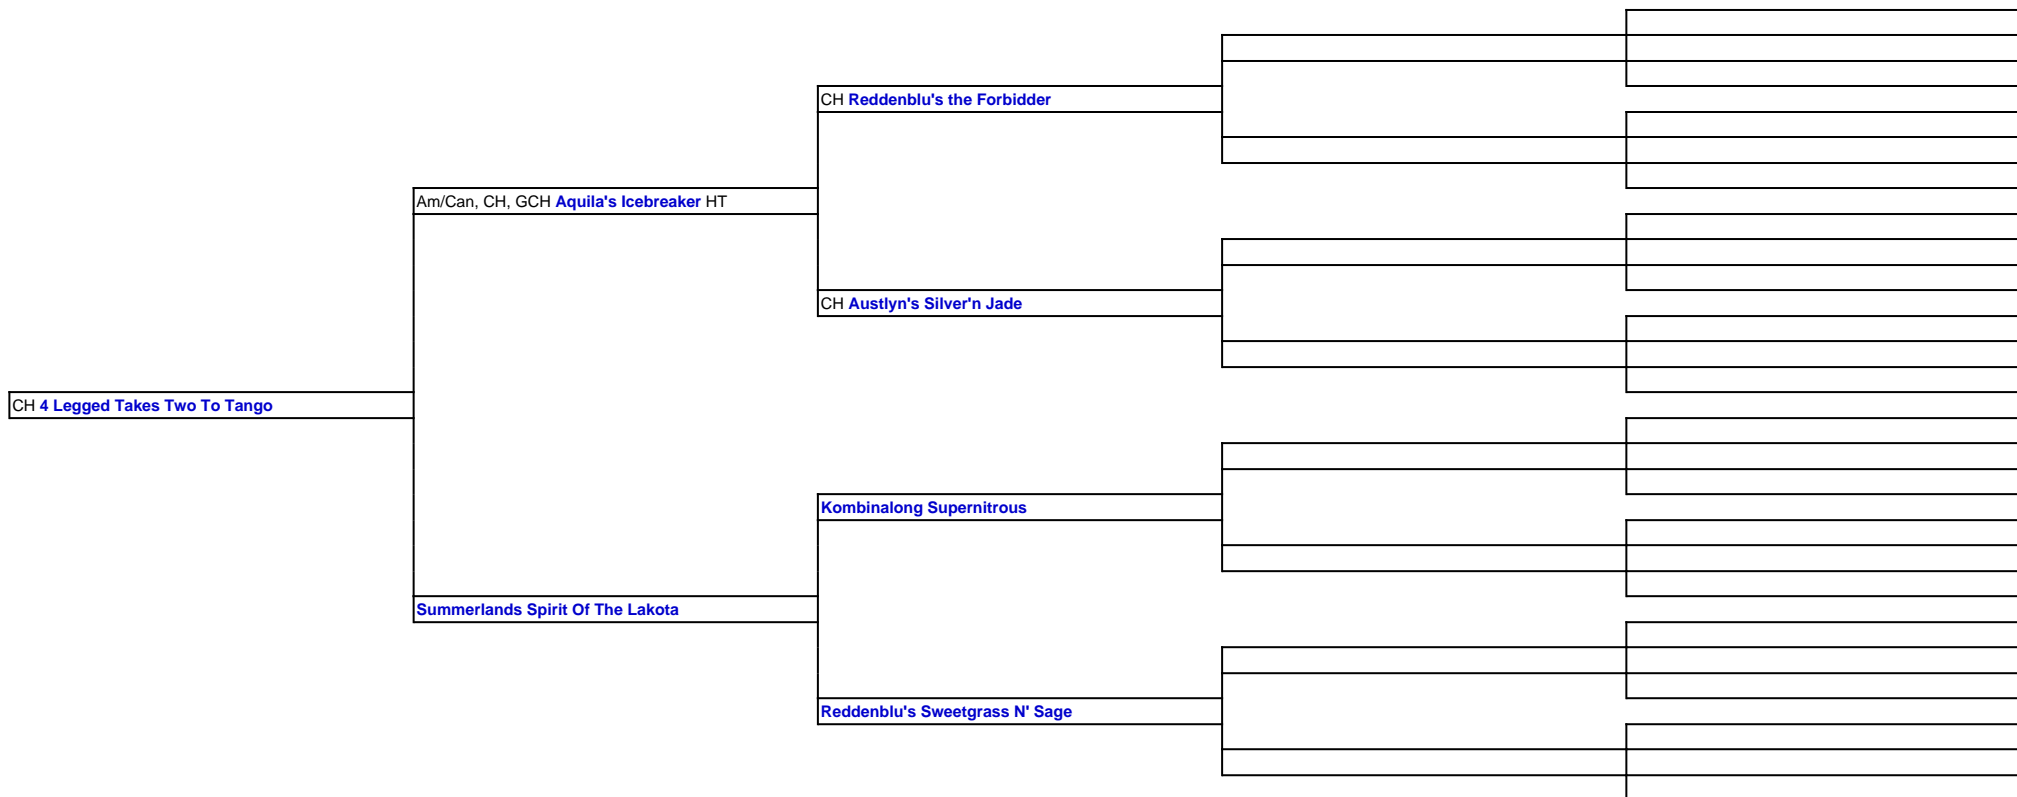 CH Reddenblu's the Forbidder
Am/Can, CH, GCH Aquila's Icebreaker HT
CH Austlyn's Silver'n Jade
CH 4 Legged Takes Two To Tango
Kombinalong Supernitrous
Summerlands Spirit Of The Lakota
Reddenblu's Sweetgrass N' Sage